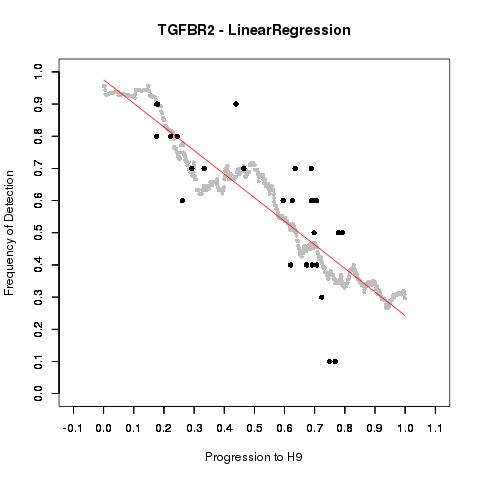 TGFBR2 - LinearRegression
Frequency of Detection
1.0
0.9
0.8
0.7
0.6
0.5
0.4
0.3
0.2
0.1
0.0
-0.1 0.0 0.1 0.2 0.3 0.4 0.5 0.6 0.7 0.8 0.9 1.0 1.1
Progression to H9